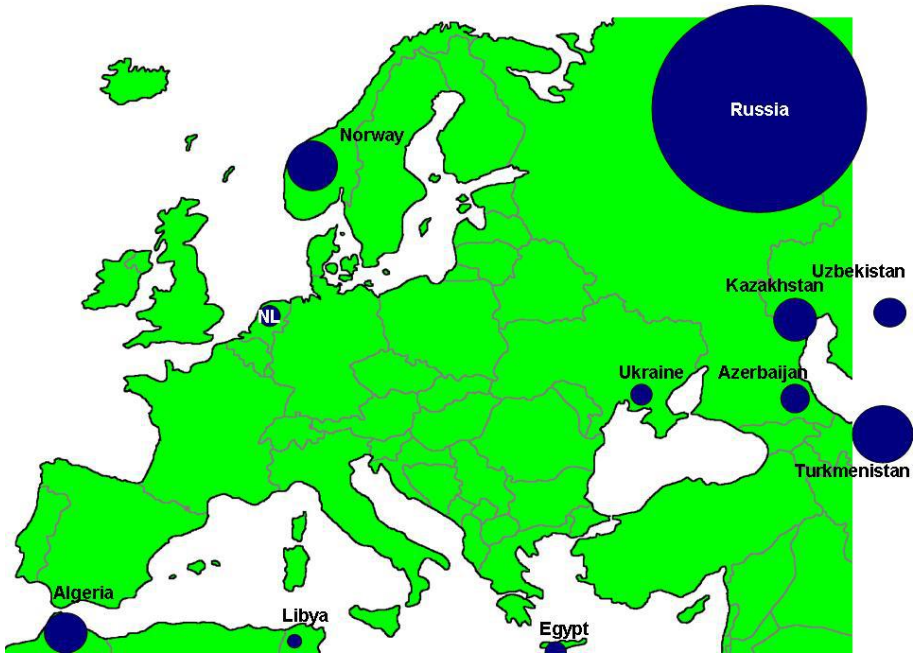 Russia
Norway
Uzbekistan
Kazakhstan
NL
Ukraine
Azerbaijan
Turkmenistan
Algeria
Libya
Egypt